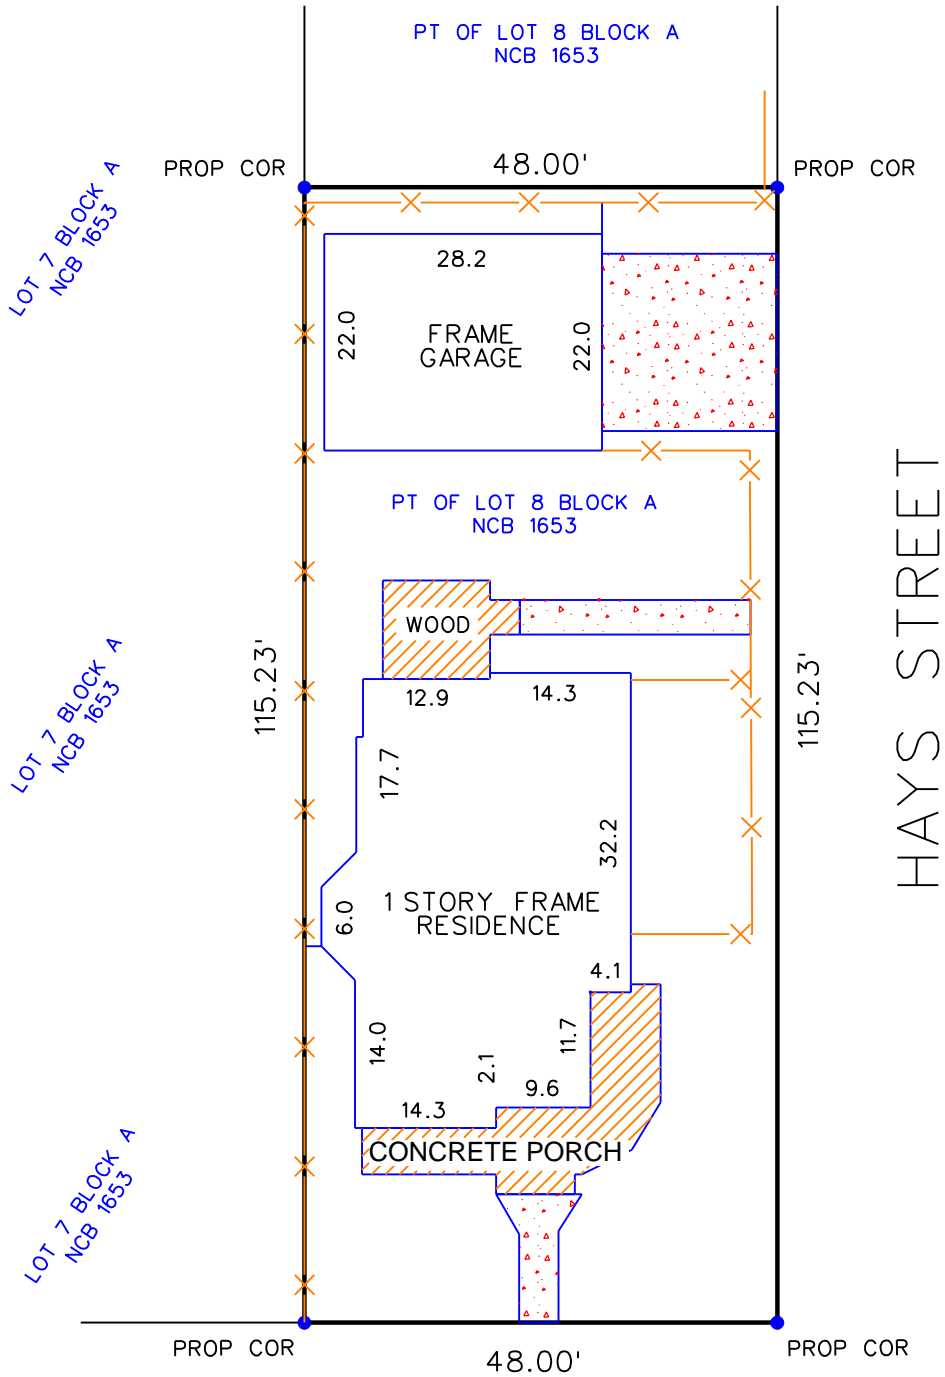 PT OF LOT 8 BLOCK A
NCB 1653
PROP COR
48.00'
PROP COR
LOT 7 BLOCK A
NCB 1653
28.2
22.0
FRAME
GARAGE
22.0
PT OF LOT 8 BLOCK A
NCB 1653
HAYS STREET
WOOD
115.23'
115.23'
LOT 7 BLOCK A
NCB 1653
12.9
14.3
17.7
32.2
6.0
1 STORY FRAME
RESIDENCE
4.1
14.0
11.7
2.1
9.6
14.3
CONCRETE PORCH
LOT 7 BLOCK A
NCB 1653
PROP COR
48.00'
PROP COR